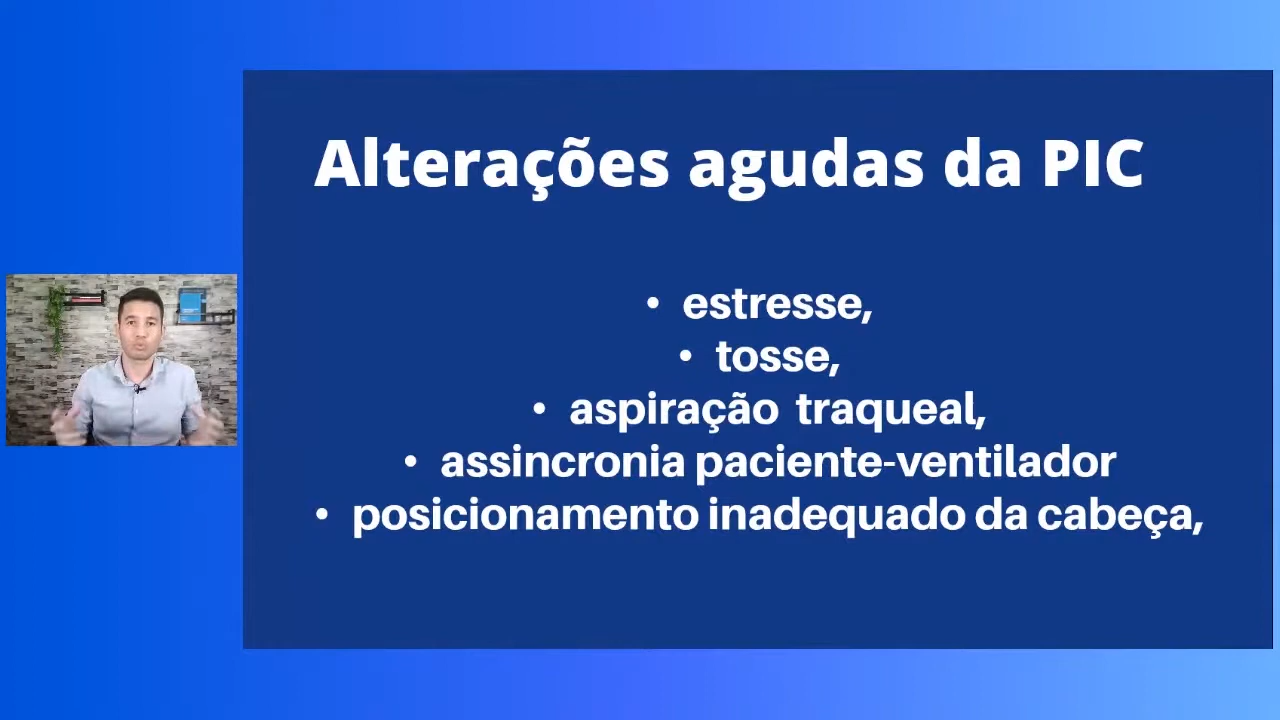 Alterações agudas da PIC
• estresse,
• tosse,
• aspiração traqueal,
• assincronia paciente-ventilador
• posicionamento inadequado da cabeça,